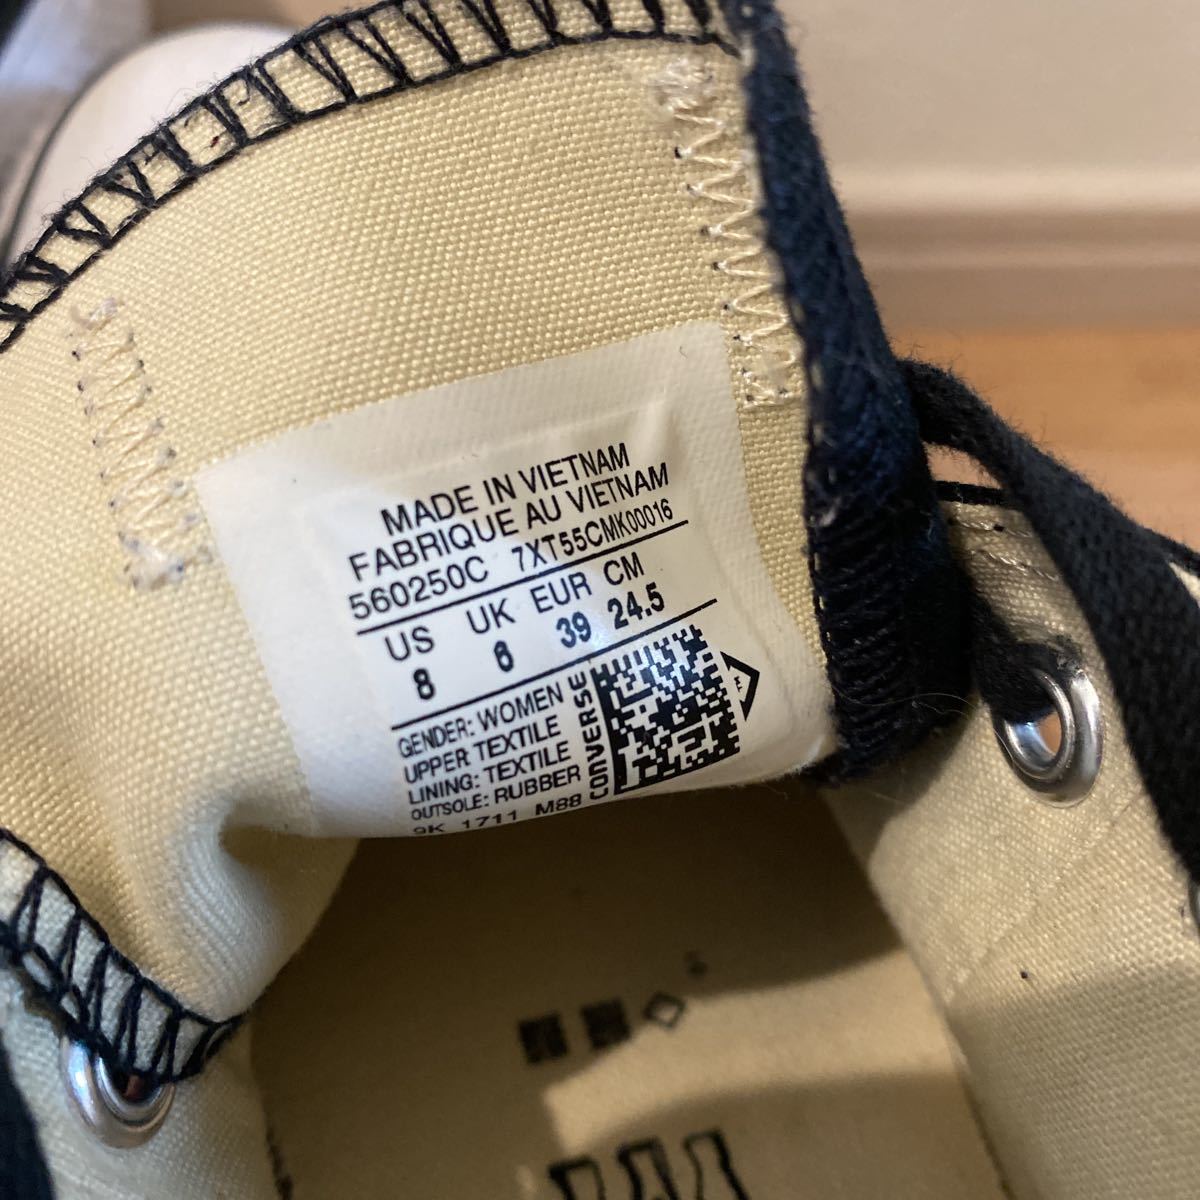 MADE IN VIETNAM
FABRIQUE AU VIETNAM
560250C 7XT55CMK00016
US UK EUR CM
8 6 39 24.5
GENDER: WOMEN
UPPER TEXTILE
LINING: TEXTILE
OUTSOLE: RUBBER
9K 1711 M88
CONVERSE